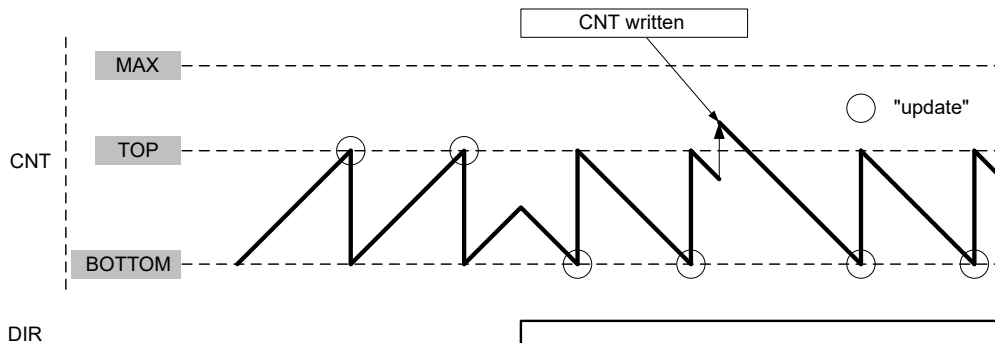 CNT written
MAX
"update"
TOP
CNT
BOTTOM
DIR